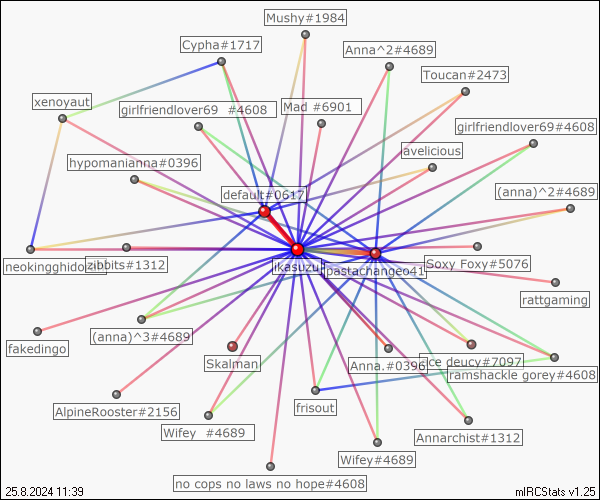 Mushy#1984
Cypha#1717
Anna^2#4689
Toucan#2473
xenoyaut
girlfriendlover69 #4608
Mad #6901
girlfriendlover69#4608
avelicious
hypomanianna#0396
default#0617
(anna)^2#4689
neokingghidozib
zibbits#1312
ikasuzu
pastachangeo41
Soxy Foxy#5076
rattgaming
fakedingo
(anna)^3#4689
Skalman
Anna.#0396
ice deucy#7097
ramshackle gorey#4608
AlpineRooster#2156
frisout
Wifey #4689
Annarchist#1312
Wifey#4689
no cops no laws no hope#4608
25.8.2024 11:39
mIRCStats v1.25